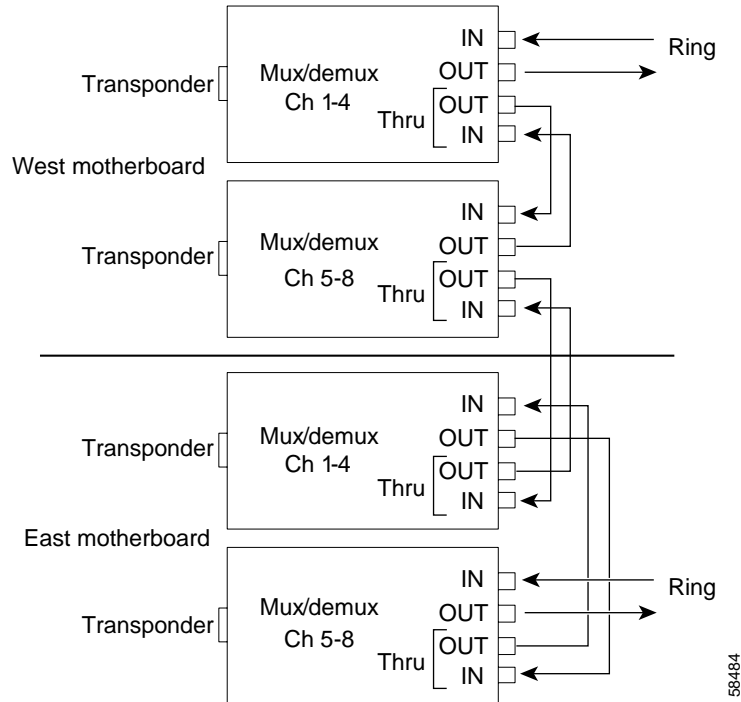 IN
Ring
OUT
Transponder
Mux/demux
Ch 1-4
Thru
OUT
IN
West motherboard
IN
OUT
Transponder
Mux/demux
Ch 5-8
Thru
OUT
IN
IN
OUT
Transponder
Mux/demux
Ch 1-4
Thru
OUT
IN
East motherboard
IN
Ring
OUT
Transponder
Mux/demux
Ch 5-8
Thru
OUT
IN
58484